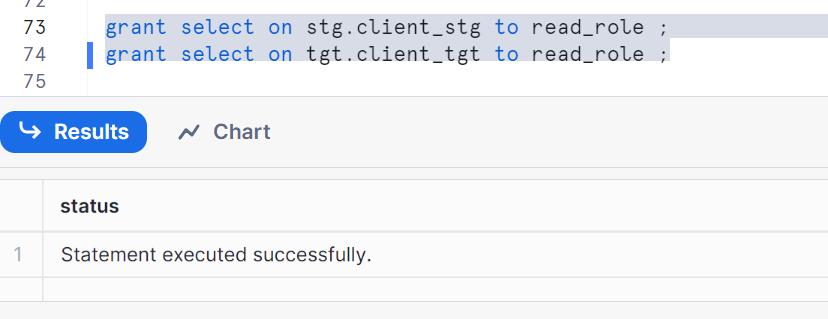 72
73 grant select on stg.client_stg to read_role ;
74 grant select on tgt.client_tgt to read_role ;
75
Results Chart
status
1 Statement executed successfully.